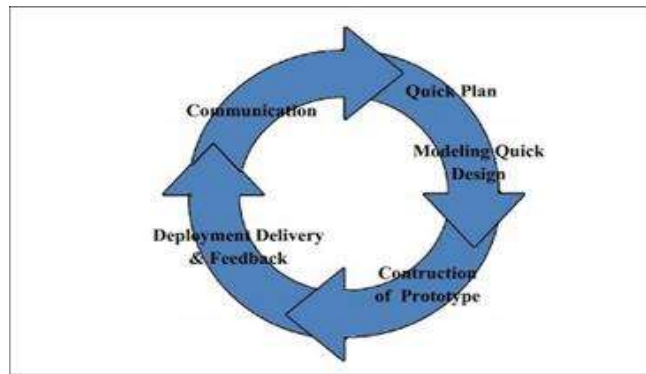 Communication
Quick Plan
Modeling Quick
Design
Contruction
of Prototype
Deployment Delivery
& Feedback